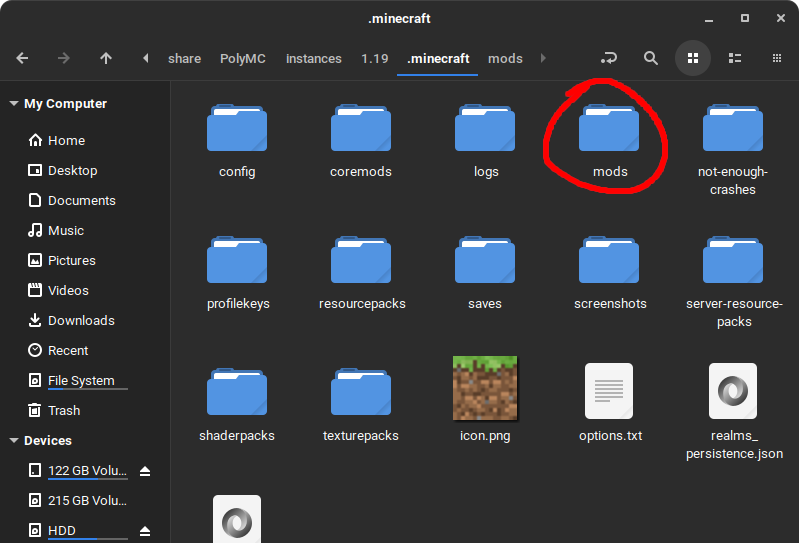 .minecraft
share PolyMC instances 1.19 .minecraft mods
My Computer
Home
Desktop
Documents
Music
Pictures
Videos
Downloads
Recent
File System
Trash
Devices
122 GB Volu...
215 GB Volu...
HDD
config coremods logs mods not-enough-
crashes
profilekeys resourcepacks saves screenshots server-resource-
packs
shaderpacks texturepacks icon.png options.txt realms_
persistence.json